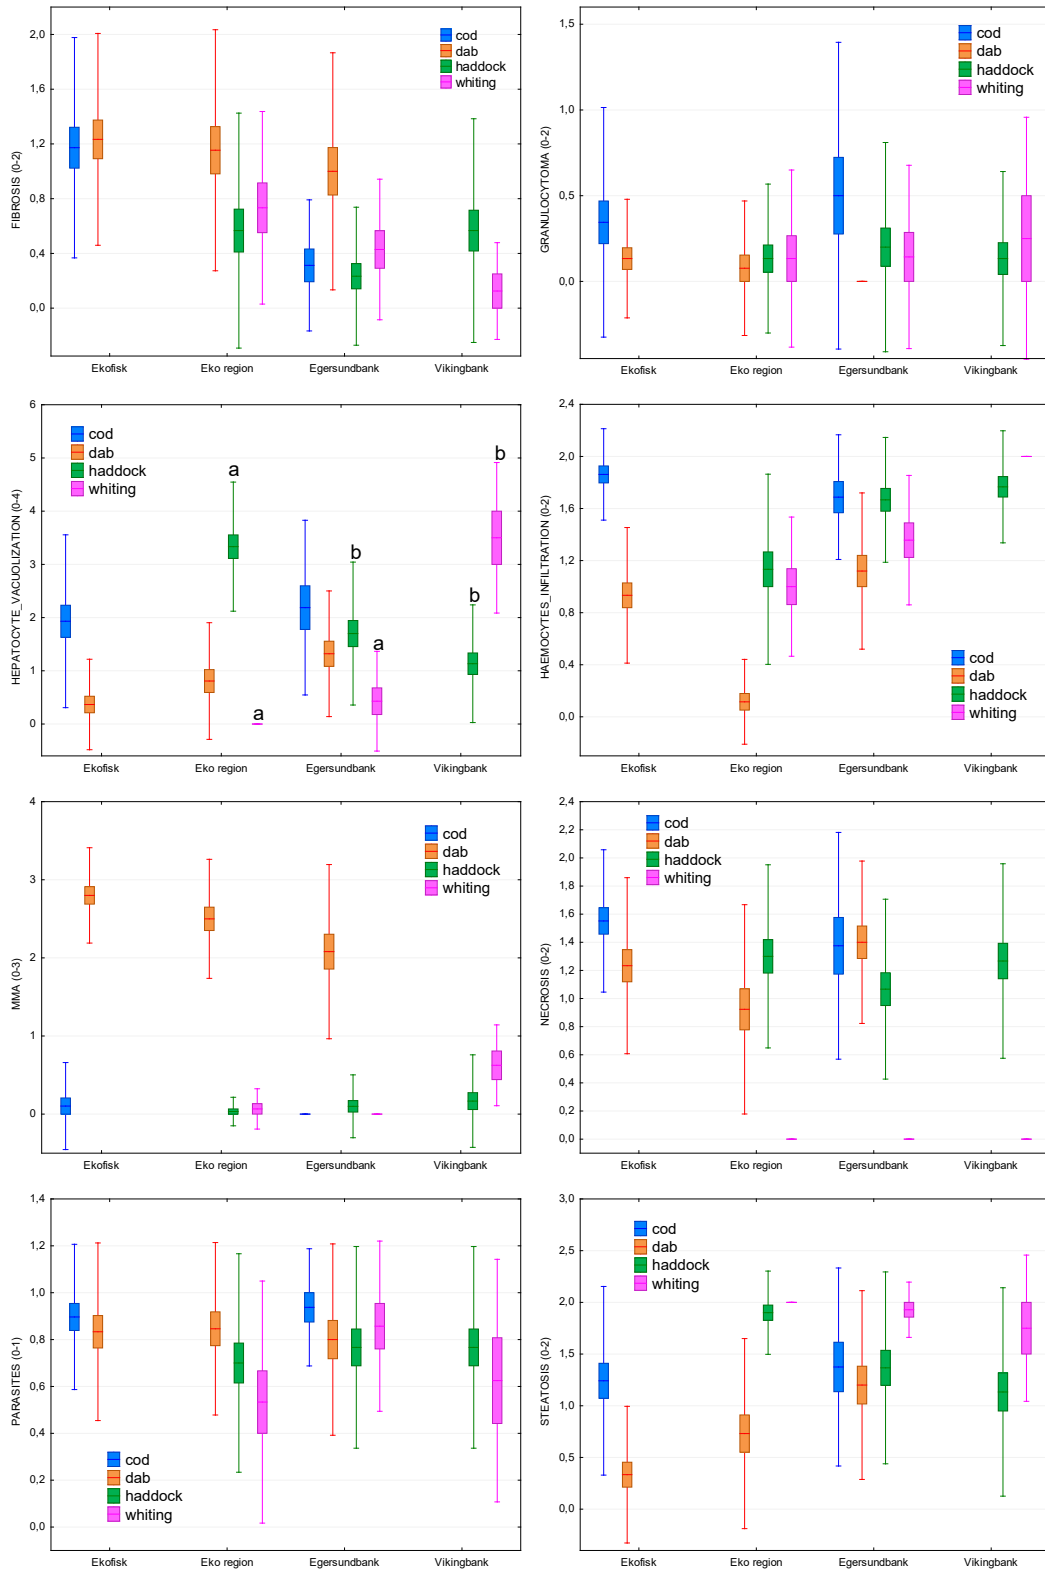 FIBROSIS (0-2)
2,0
1,6
1,2
0,8
0,4
0,0
cod
dab
haddock
whiting
Ekofisk Eko region Egersundbank Vikingbank
GRANULOCYTOMA (0-2)
1,5
1,0
0,5
0,0
cod
dab
haddock
whiting
Ekofisk Eko region Egersundbank Vikingbank
HEPATOCYTE_VACUOLIZATION (0-4)
6
5
4
3
2
1
0
cod
dab
haddock
whiting
a
a
b
a
b
b
Ekofisk Eko region Egersundbank Vikingbank
HAEMOCYTES_INFILTRATION (0-2)
2,4
2,0
1,6
1,2
0,8
0,4
0,0
cod
dab
haddock
whiting
Ekofisk Eko region Egersundbank Vikingbank
MMA (0-3)
4
3
2
1
0
cod
dab
haddock
whiting
Ekofisk Eko region Egersundbank Vikingbank
NECROSIS (0-2)
2,4
2,2
2,0
1,8
1,6
1,4
1,2
1,0
0,8
0,6
0,4
0,2
0,0
cod
dab
haddock
whiting
Ekofisk Eko region Egersundbank Vikingbank
PARASITES (0-1)
1,4
1,2
1,0
0,8
0,6
0,4
0,2
0,0
cod
dab
haddock
whiting
Ekofisk Eko region Egersundbank Vikingbank
STEATOSIS (0-2)
3,0
2,5
2,0
1,5
1,0
0,5
0,0
cod
dab
haddock
whiting
Ekofisk Eko region Egersundbank Vikingbank